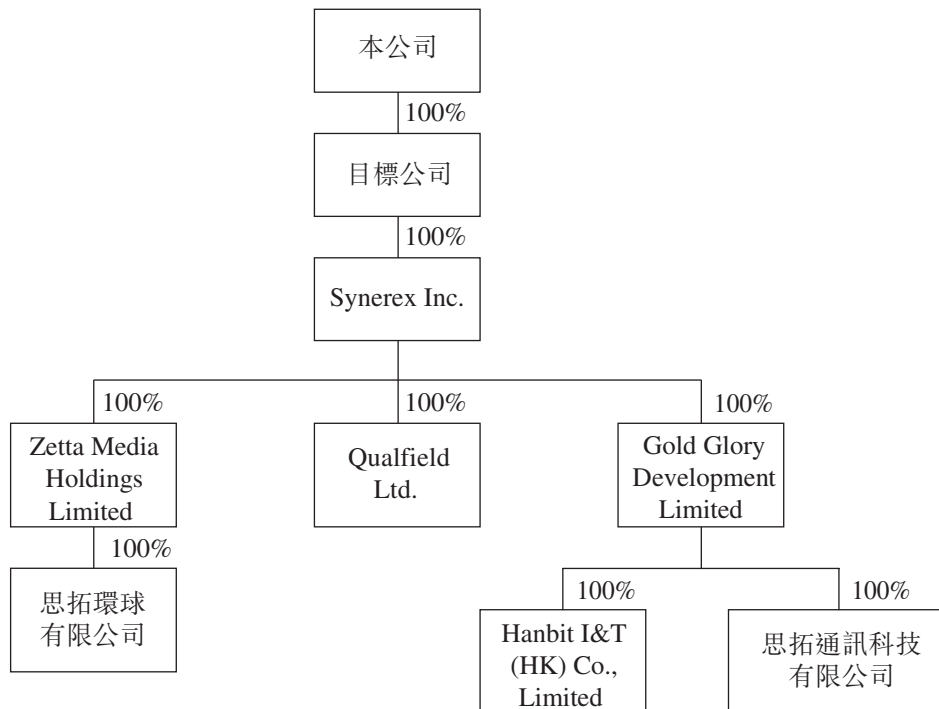 本公司
100%
目標公司
100%
Synerex Inc.
100%
100%
100%
Zetta Media
Holdings
Limited
Qualfield
Ltd.
Gold Glory
Development
Limited
100%
100%
100%
思拓環球
有限公司
Hanbit I&T
(HK) Co.,
Limited
思拓通訊科技
有限公司